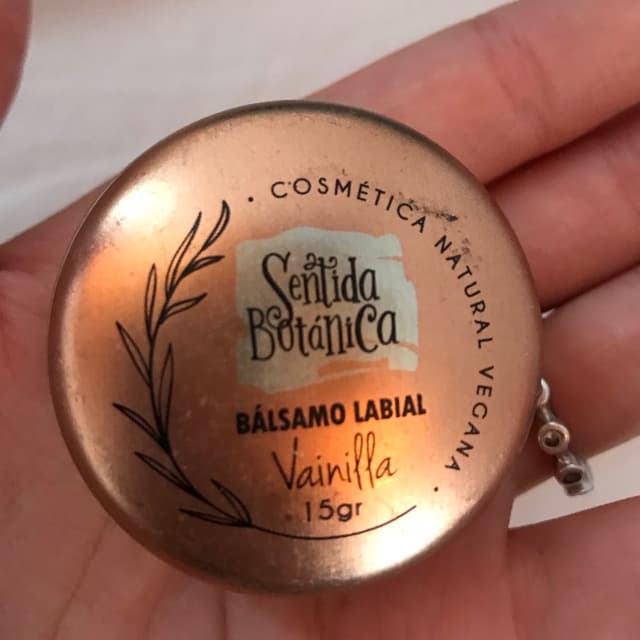 • COSMÉTICA NATURAL VEGANA •
Sentida
Botánica
BÁLSAMO LABIAL
Vainilla
15gr